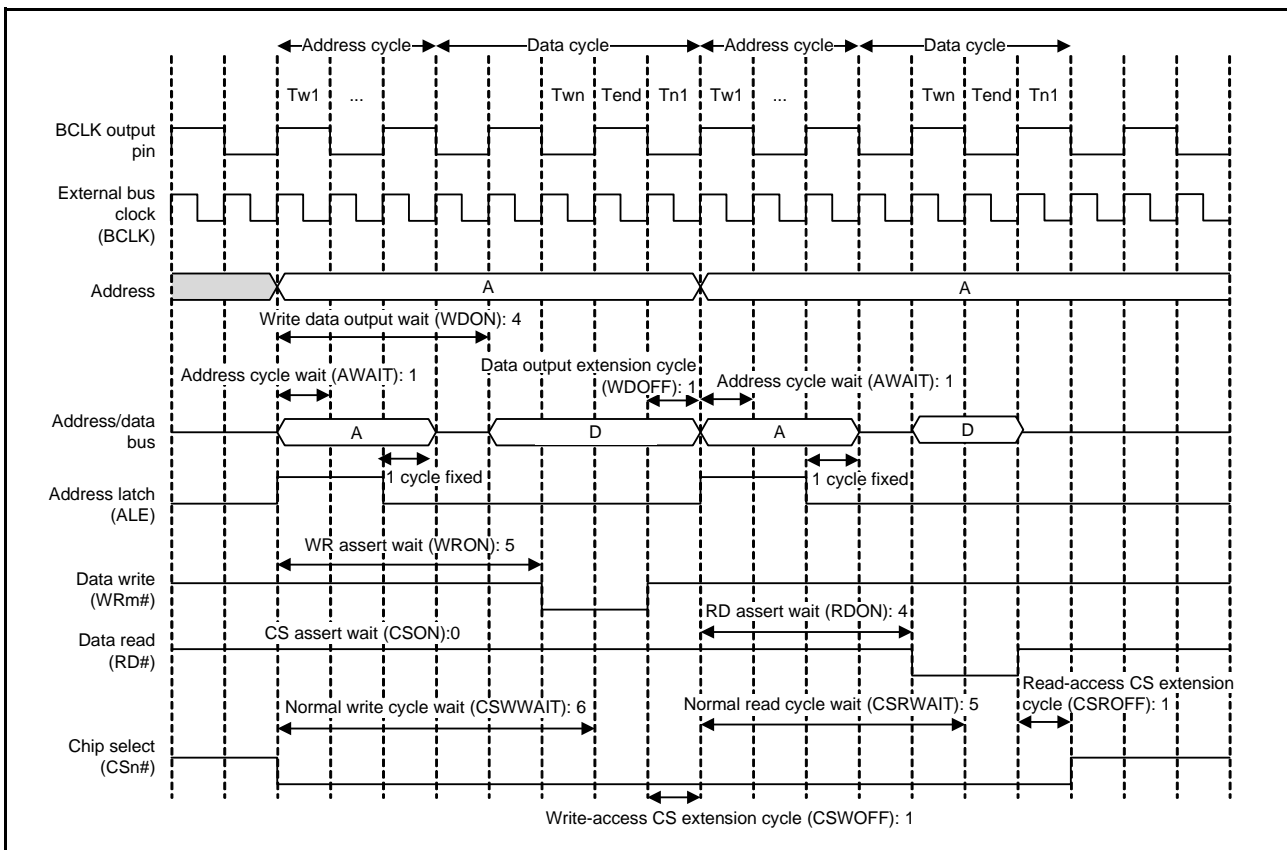 Address cycle
Data cycle
Address cycle
Data cycle
Tw1
...
Twn
Tend
Tn1
Tw1
...
Twn
Tend
Tn1
BCLK output
pin
External bus
clock
(BCLK)
Address
A
A
Write data output wait (WDON): 4
Data output extension cycle
(WDOFF): 1
Address cycle wait (AWAIT): 1
Address cycle wait (AWAIT): 1
Address/data
bus
A
D
A
D
1 cycle fixed
1 cycle fixed
Address latch
(ALE)
WR assert wait (WRON): 5
Data write
(WRm#)
RD assert wait (RDON): 4
CS assert wait (CSON):0
Data read
(RD#)
Read-access CS extension
cycle (CSROFF): 1
Normal write cycle wait (CSWWAIT): 6
Normal read cycle wait (CSRWAIT): 5
Chip select
(CSn#)
Write-access CS extension cycle (CSWOFF): 1